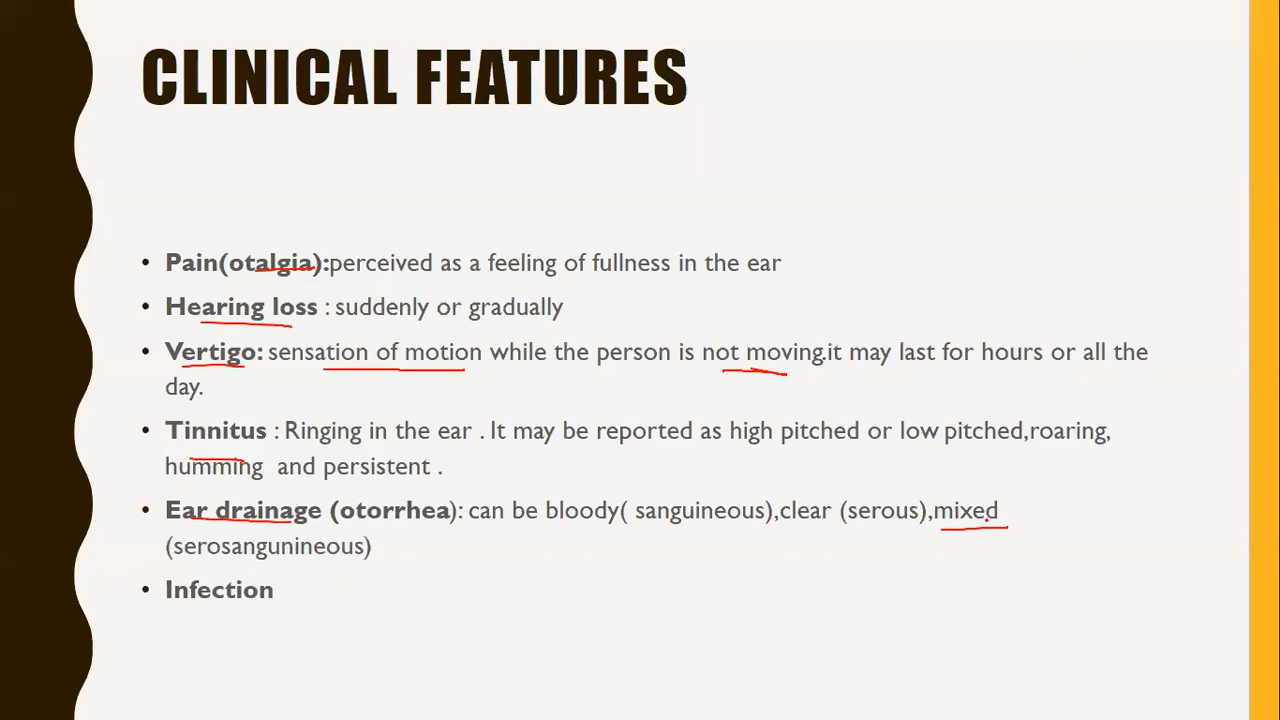 CLINICAL FEATURES
• Pain(otalgia):perceived as a feeling of fullness in the ear
• Hearing loss : suddenly or gradually
• Vertigo: sensation of motion while the person is not moving.it may last for hours or all the
day.
• Tinnitus : Ringing in the ear . It may be reported as high pitched or low pitched,roaring,
humming and persistent .
• Ear drainage (otorrhea): can be bloody( sanguineous),clear (serous),mixed
(serosangunineous)
• Infection